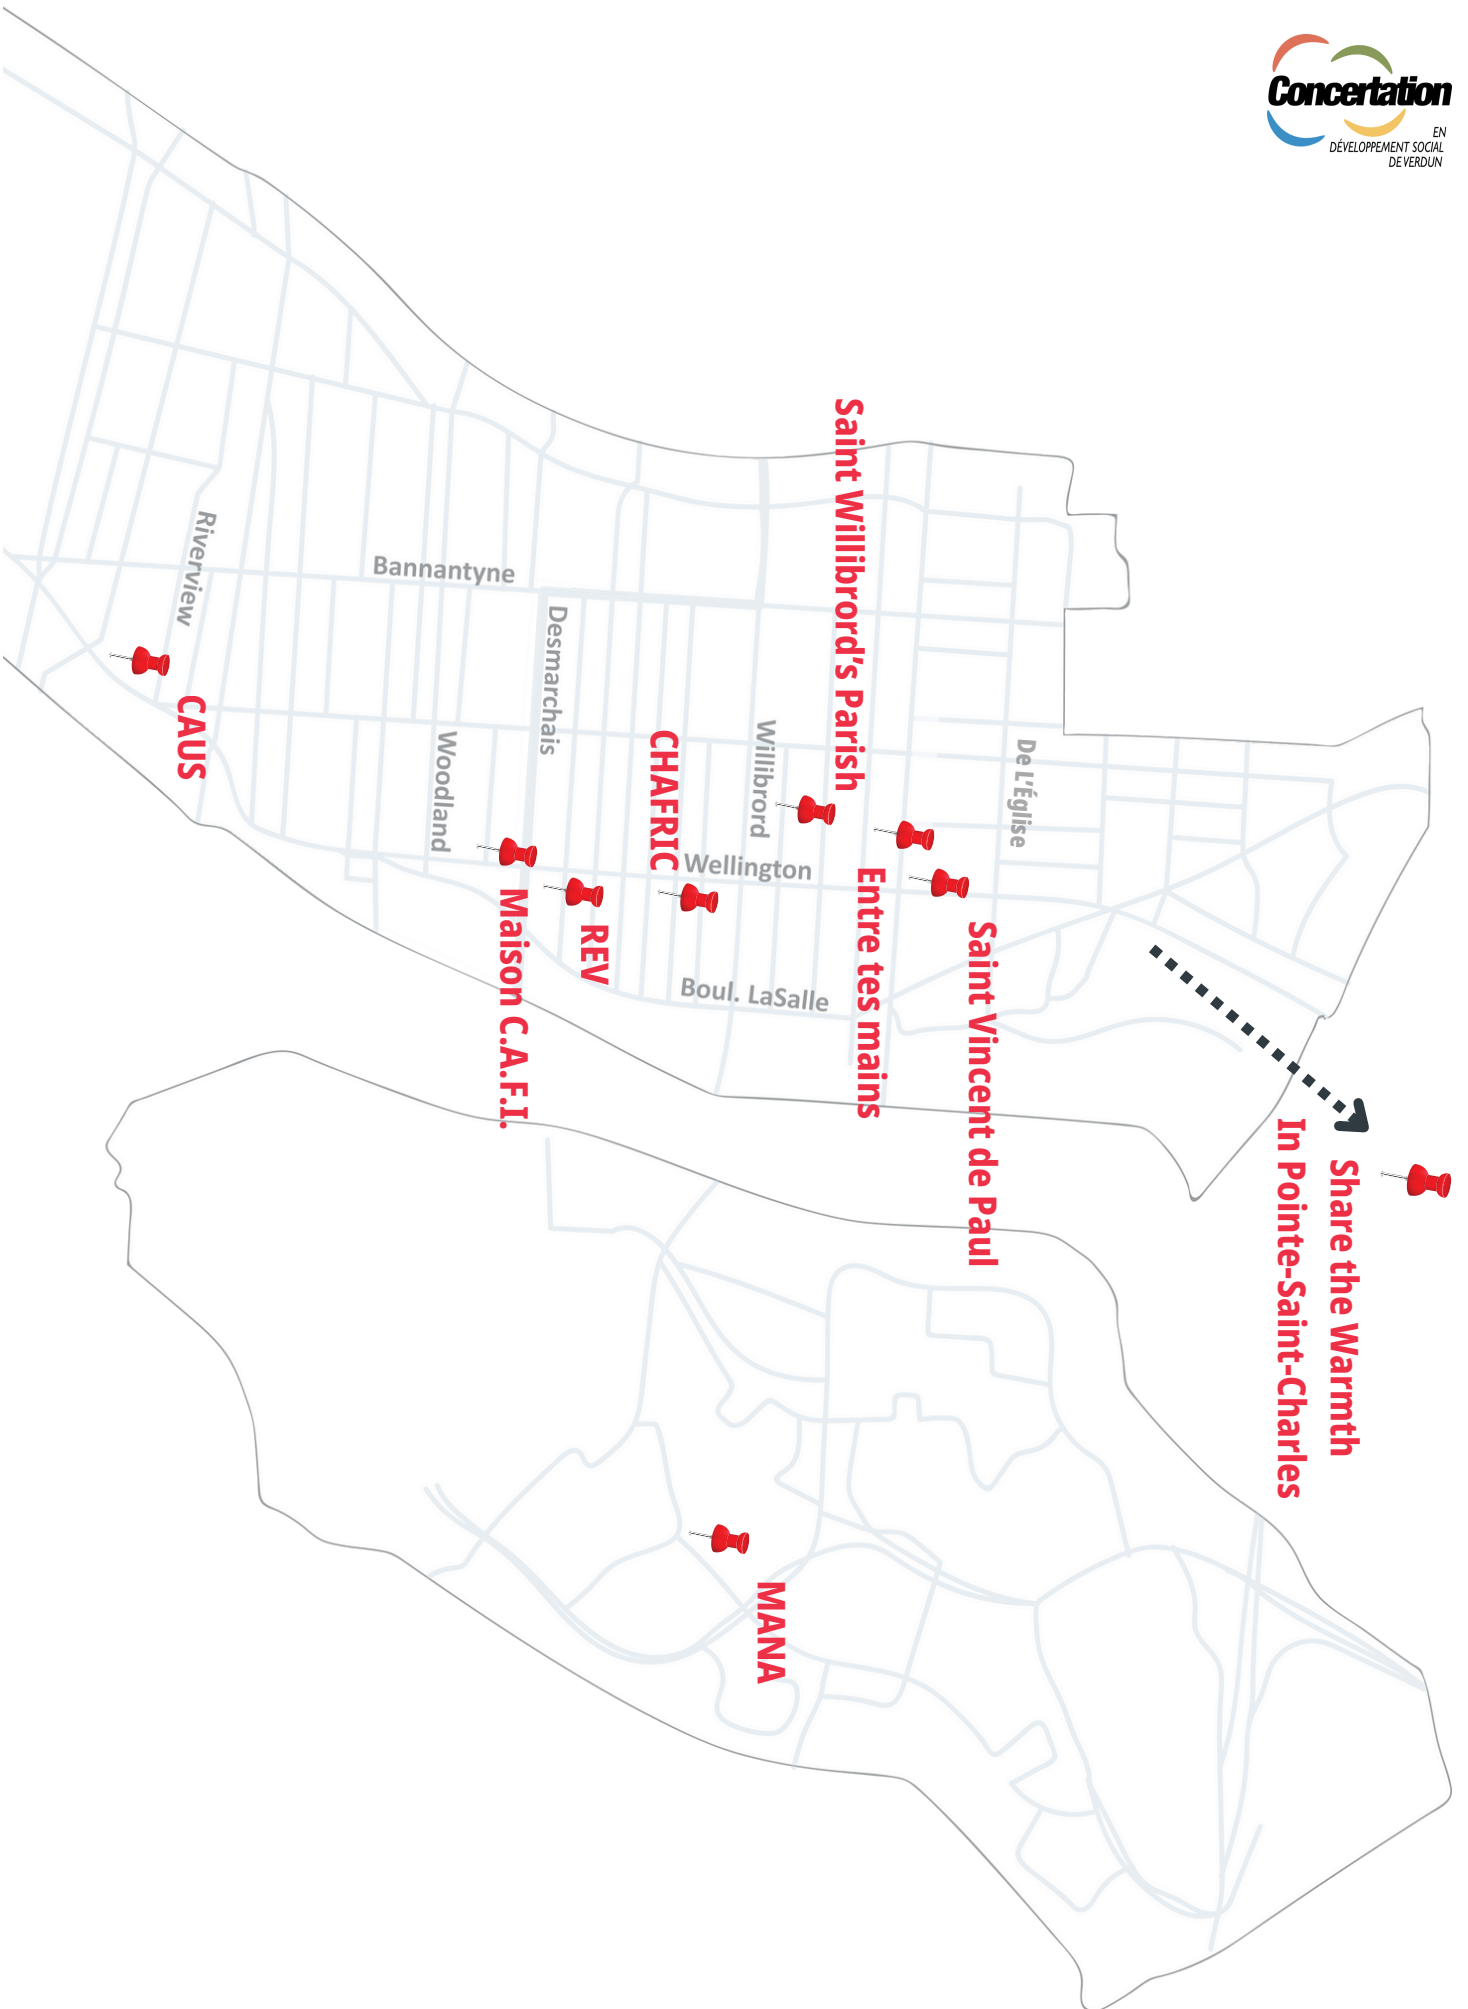 Concertation
EN
DÉVELOPPEMENT SOCIAL
DE VERDUN
Saint Willibrord's Parish
Riverview
Bannantyne
Desmarchais
CAUS
Woodland
CHAFRIC
Willibrord
De L'Église
Wellington
Maison C.A.F.I.
REV
Entre tes mains
Saint Vincent de Paul
Boul. LaSalle
Share the Warmth
In Pointe-Saint-Charles
MANA